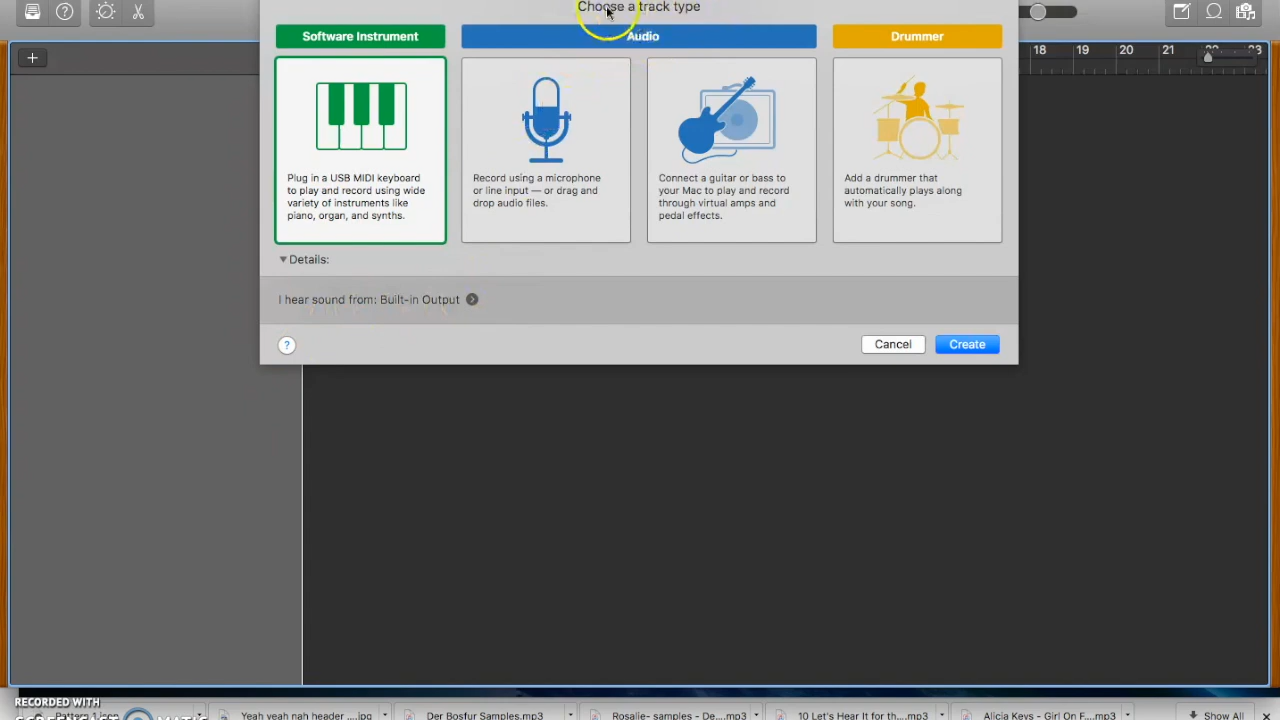 Choose a track type
18 19 20 21 22 23
Software Instrument
Audio
Drummer
Plug in a USB MIDI keyboard
to play and record using wide
variety of instruments like
piano, organ, and synths.
Record using a microphone
or line input — or drag and
drop audio files.
Connect a guitar or bass to
your Mac to play and record
through virtual amps and
pedal effects.
Add a drummer that
automatically plays along
with your song.
Details:
I hear sound from: Built-in Output
?
Cancel
Create
RECORDED WITH
Yeah yeah nah header ....jpg
Der Bosfur Samples.mp3
Rosalie- samples - De....mp3
10 Let's Hear It for th....mp3
Alicia Keys - Girl On F....mp3
Show All